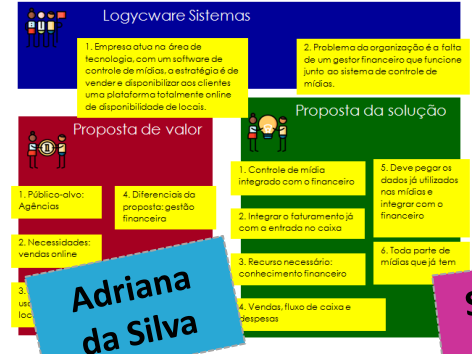 Logycware Sistemas
1. Empresa atua na área de
tecnologia, com um software de
controle de mídias, a estratégia é de
vender e disponibilizar aos clientes
uma plataforma totalmente online
de disponibilidade de locais.
2. Problema da organização é a falta
de um gestor financeiro que funcione
junto ao sistema de controle de
mídias.
Proposta de valor
1. Público-alvo:
Agências
4. Diferenciais da
proposta: gestão
financeira
2. Necessidades:
vendas online
3.
usa
loc
Adriana
da Silva
Proposta da solução
1. Controle de mídia
integrado com o financeiro
2. Integrar o faturamento já
com a entrada no caixa
3. Recurso necessário:
conhecimento financeiro
4. Vendas, fluxo de caixa e
despesas
5. Deve pegar os
dados já utilizados
nas mídias e
integrar com o
financeiro
6. Toda parte de
mídias que já tem